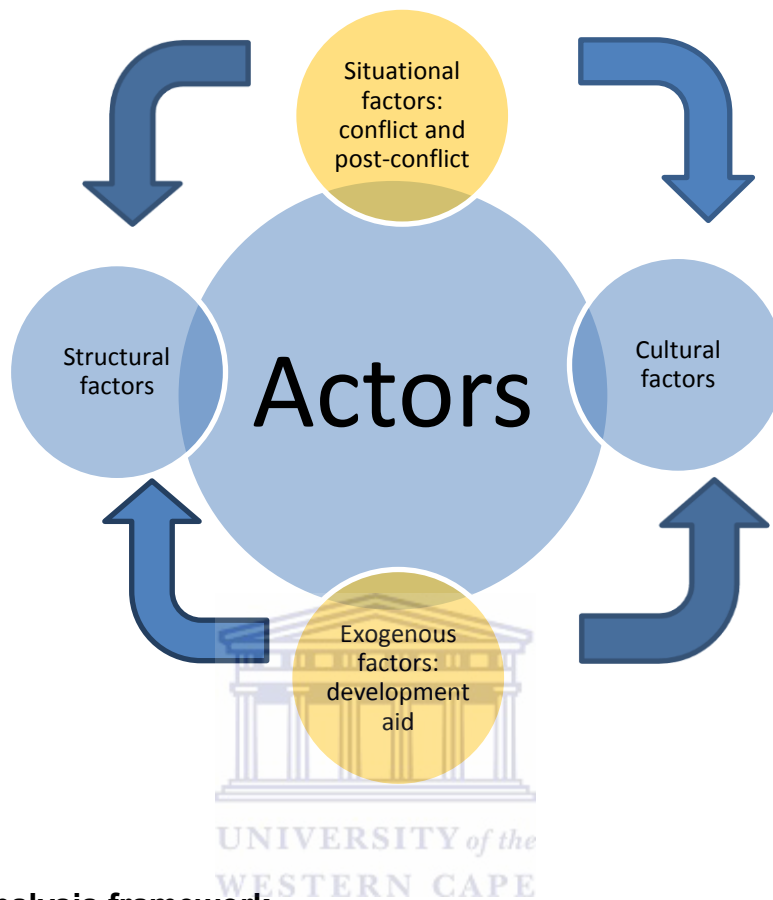 Situational
factors:
conflict and
post-conflict
Structural
factors
Actors
Cultural
factors
Exogenous
factors:
development
aid
UNIVERSITY of the
WESTERN CAPE
framework